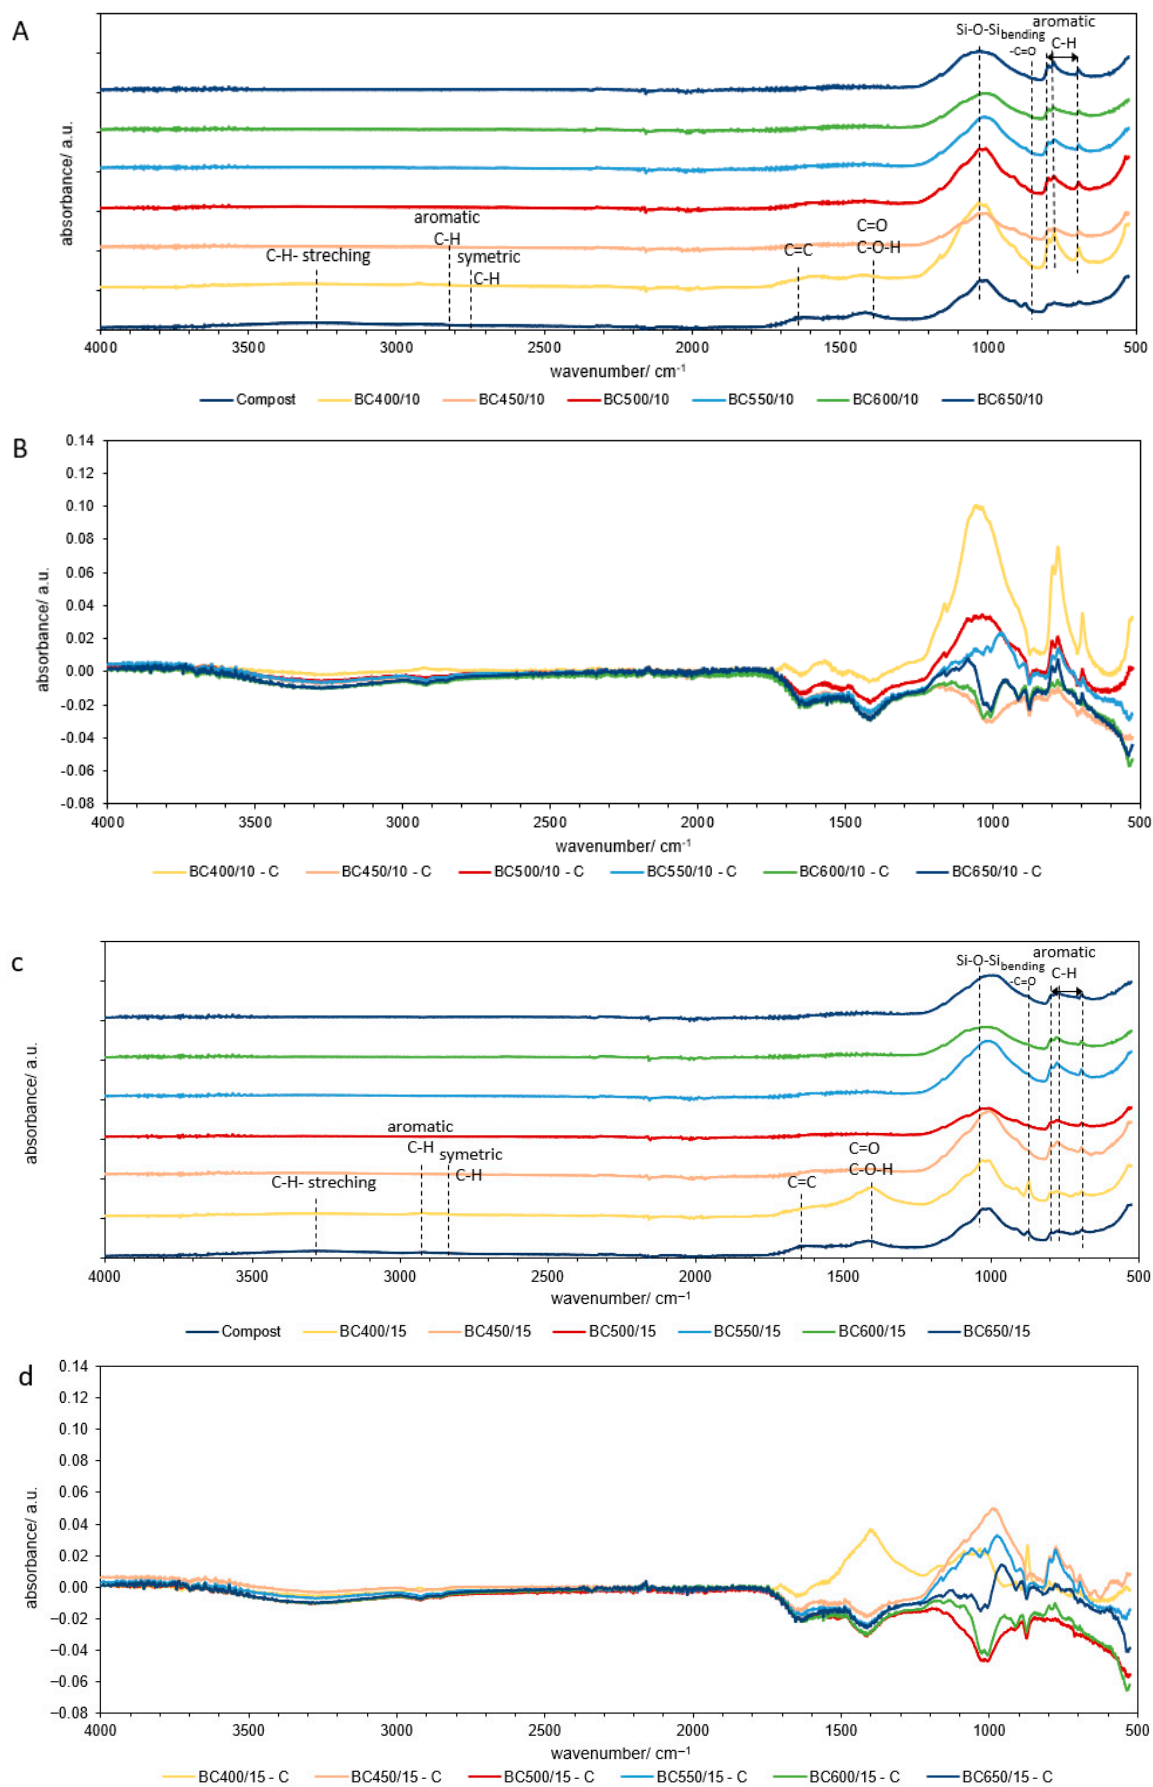 A
Si-O-Si bending
aromatic
C-H
-C=O
absorbance/ a.u.
aromatic
C-H
C-H- streching
symetric
C-H
C=C
C=O
C-O-H
4000 3500 3000 2500 2000 1500 1000 500
wavenumber/ cm⁻¹
Compost BC400/10 BC450/10 BC500/10 BC550/10 BC600/10 BC650/10
B
0.14
0.12
0.10
0.08
0.06
0.04
0.02
0.00
-0.02
-0.04
-0.06
-0.08
absorbance/ a.u.
4000 3500 3000 2500 2000 1500 1000 500
wavenumber/ cm⁻¹
BC400/10 - C BC450/10 - C BC500/10 - C BC550/10 - C BC600/10 - C BC650/10 - C
c
Si-O-Si bending
aromatic
C-H
-C=O
absorbance/ a.u.
aromatic
C-H
symetric
C-H
C-H- streching
C=C
C=O
C-O-H
4000 3500 3000 2500 2000 1500 1000 500
wavenumber/ cm⁻¹
Compost BC400/15 BC450/15 BC500/15 BC550/15 BC600/15 BC650/15
d
0.14
0.12
0.10
0.08
0.06
0.04
0.02
0.00
−0.02
−0.04
−0.06
−0.08
absorbance/ a.u.
4000 3500 3000 2500 2000 1500 1000 500
wavenumber/ cm⁻¹
BC400/15 - C BC450/15 - C BC500/15 - C BC550/15 - C BC600/15 - C BC650/15 - C